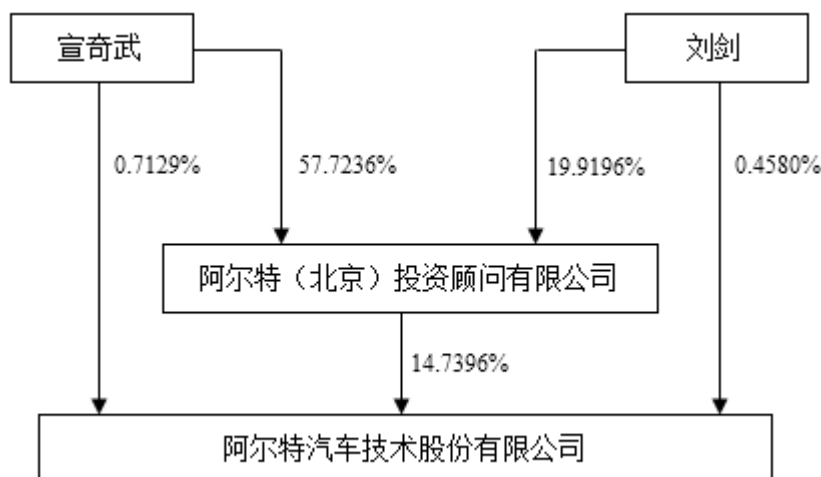 宣奇武
刘剑
0.7129%
57.7236%
19.9196%
0.4580%
阿尔特（北京）投资顾问有限公司
14.7396%
阿尔特汽车技术股份有限公司